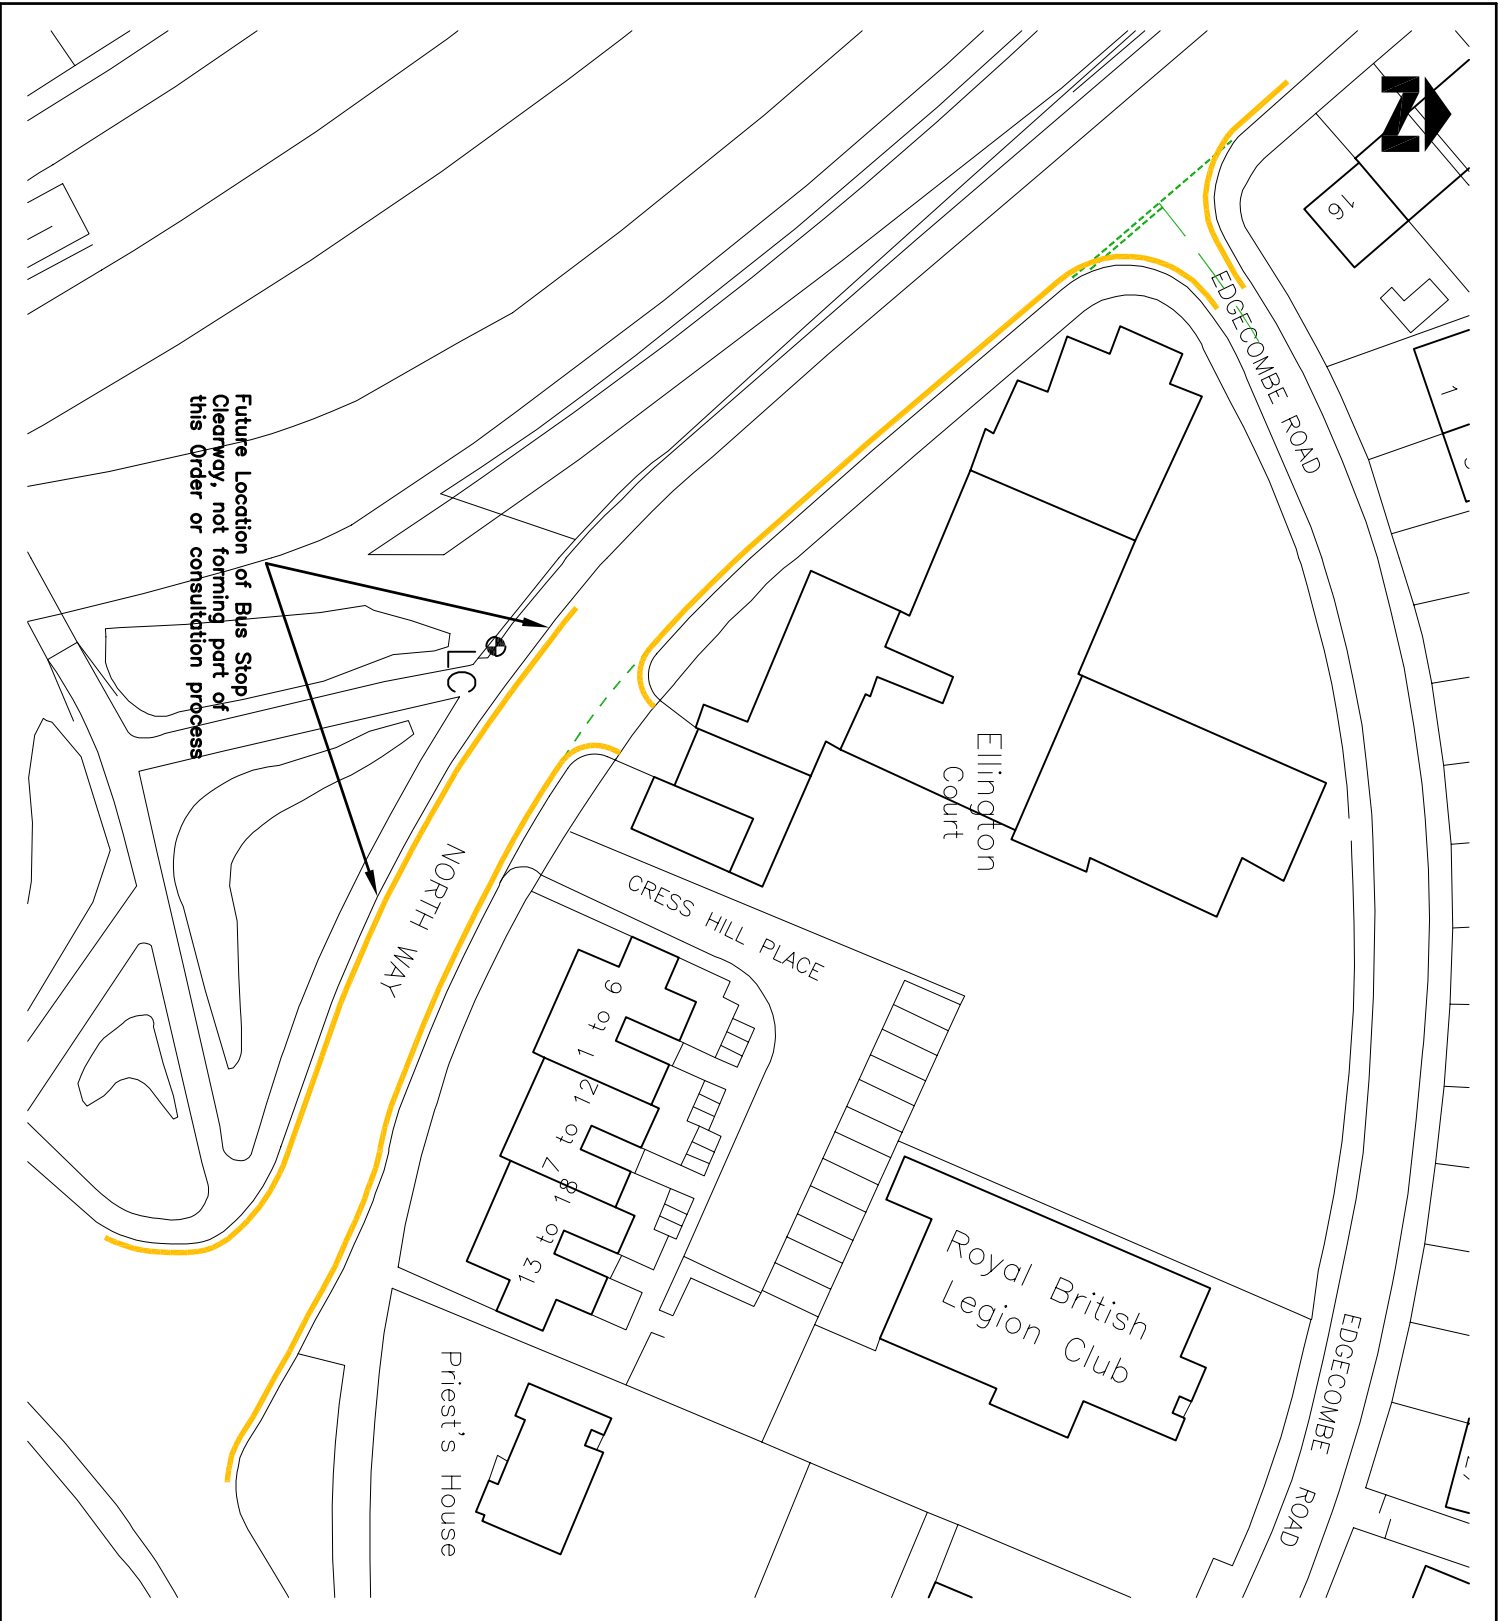 N
16
1
EDGECOMBE ROAD
Future Location of Bus Stop
Clearway, not forming part of
this Order or consultation process
LC
Ellington
Court
NORTH WAY
CRESS HILL PLACE
1 to 6
7 to 12
13 to 18
Royal British
Legion Club
Priest's House
EDGECOMBE ROAD